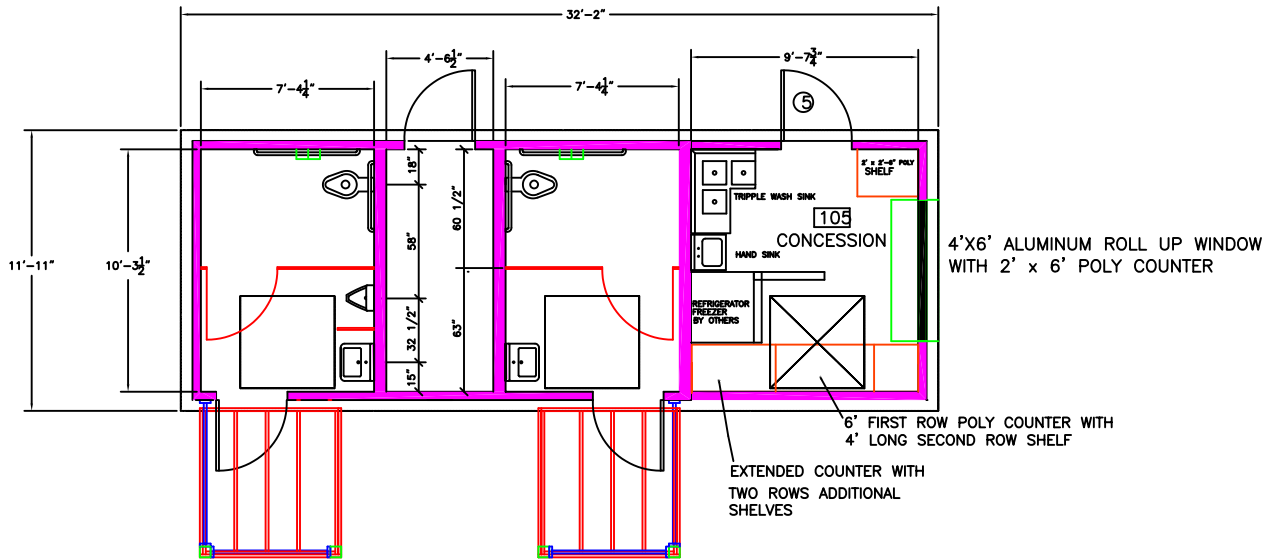 32'-2"
4'-6 1/2"
9'-7 3/4"
7'-4 1/4"
7'-4 1/4"
5
2' x 2'-6" POLY
SHELF
18"
60 1/2"
TRIPPLE WASH SINK
105
CONCESSION
4'X6' ALUMINUM ROLL UP WINDOW
WITH 2' x 6' POLY COUNTER
58"
HAND SINK
11'-11"
10'-3 1/2"
REFRIGERATOR
FREEZER
BY OTHERS
32 1/2"
63"
15"
6' FIRST ROW POLY COUNTER WITH
4' LONG SECOND ROW SHELF
EXTENDED COUNTER WITH
TWO ROWS ADDITIONAL
SHELVES